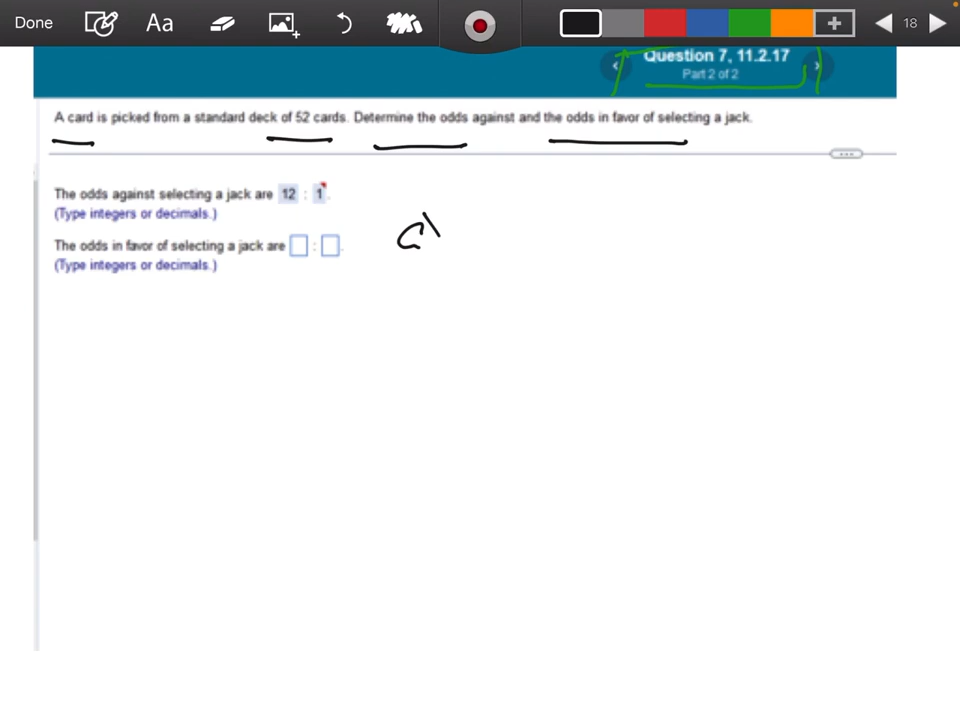 Done Aa 18
Question 7, 11.2.17
Part 2 of 2
A card is picked from a standard deck of 52 cards. Determine the odds against and the odds in favor of selecting a jack.
The odds against selecting a jack are 12 : 1.
(Type integers or decimals.)
The odds in favor of selecting a jack are : .
(Type integers or decimals.)